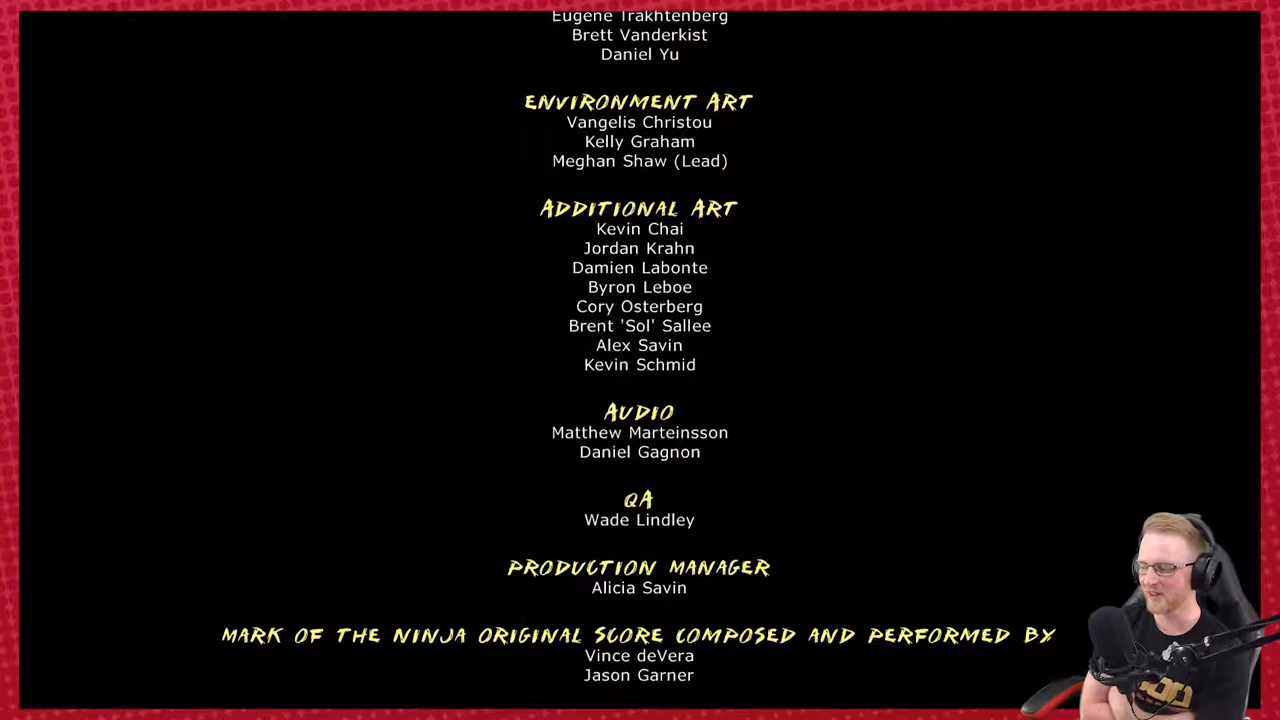 Eugene Trakhtenberg
Brett Vanderkist
Daniel Yu
ENVIRONMENT ART
Vangelis Christou
Kelly Graham
Meghan Shaw (Lead)
ADDITIONAL ART
Kevin Chai
Jordan Krahn
Damien Labonte
Byron Leboe
Cory Osterberg
Brent 'Sol' Sallee
Alex Savin
Kevin Schmid
AUDIO
Matthew Marteinsson
Daniel Gagnon
QA
Wade Lindley
PRODUCTION MANAGER
Alicia Savin
MARK OF THE NINJA ORIGINAL SCORE COMPOSED AND PERFORMED BY
Vince deVera
Jason Garner